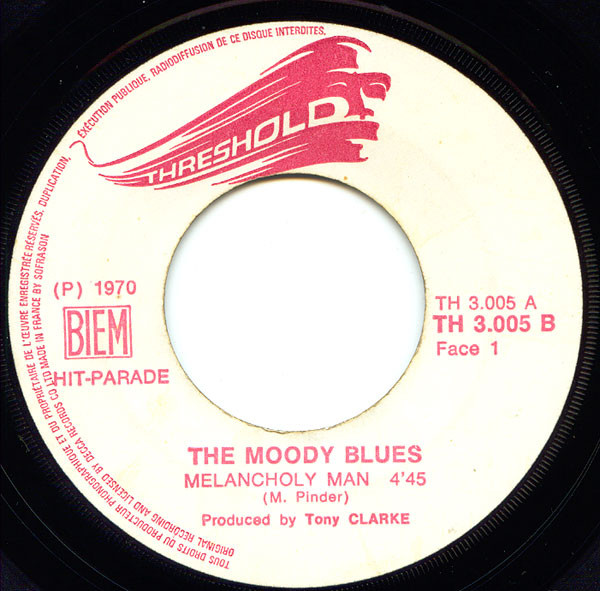 TOUS DROITS DU PRODUCTEUR PHONOGRAPHIQUE ET DU PROPRIÉTAIRE DE L'ŒUVRE ENREGISTRÉE RÉSERVÉS. DUPLICATION, EXÉCUTION PUBLIQUE, RADIODIFFUSION DE CE DISQUE INTERDITES.
ORIGINAL RECORDING AND LICENSED BY DECCA RECORDS CO LTD MADE IN FRANCE BY SOFRASON
THRESHOLD
(P) 1970
BIEM
HIT-PARADE
TH 3.005 A
TH 3.005 B
Face 1
THE MOODY BLUES
MELANCHOLY MAN 4'45
(M. Pinder)
Produced by Tony CLARKE